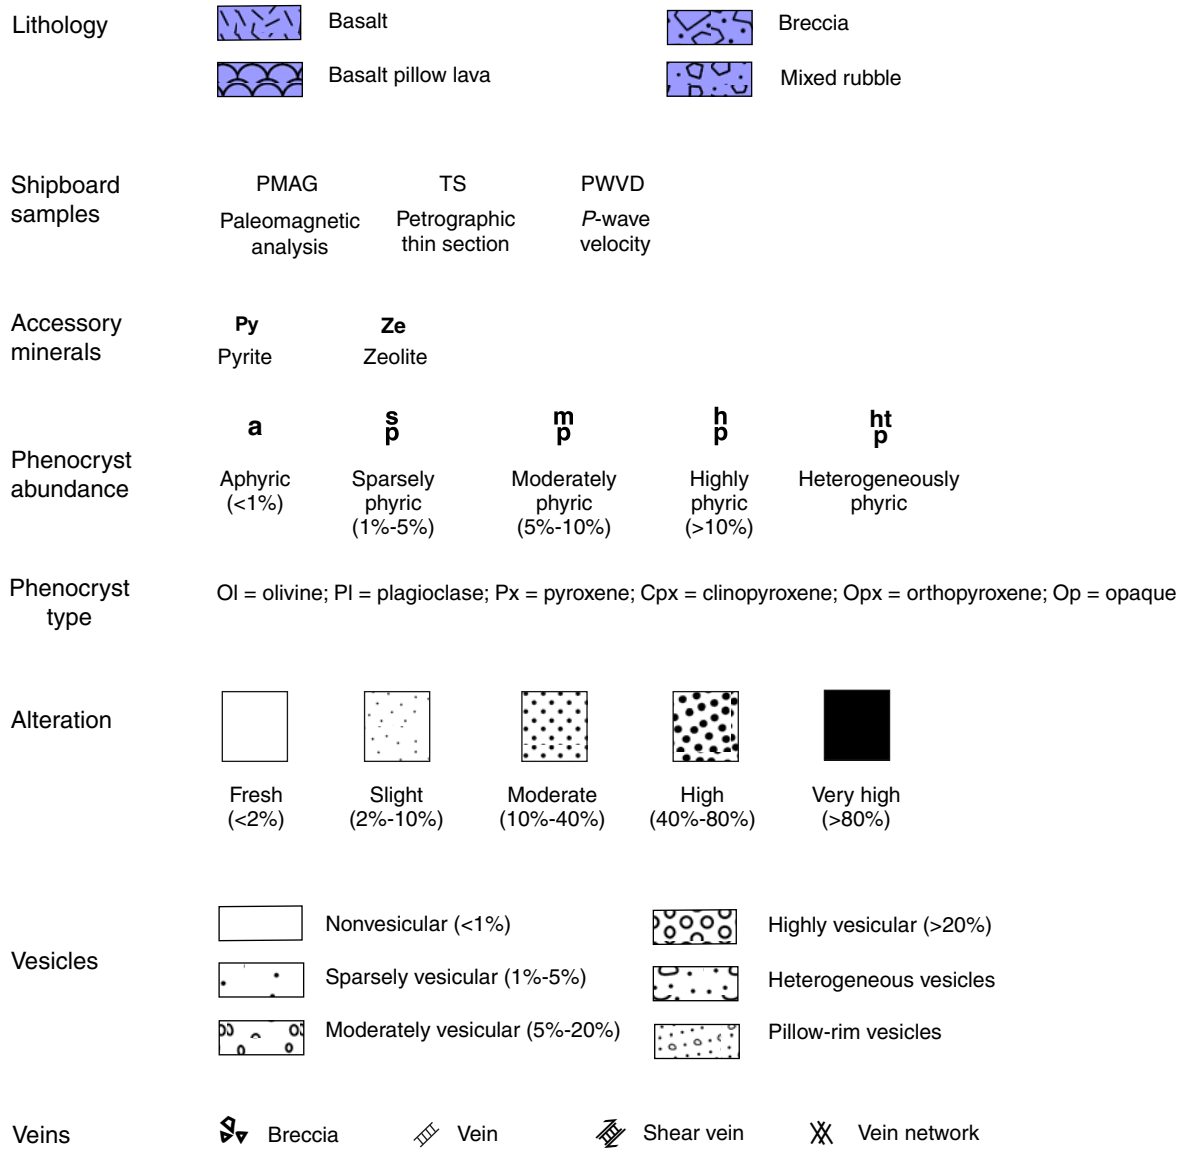 Lithology
Basalt
Breccia
Basalt pillow lava
Mixed rubble
Shipboard
samples
PMAG
TS
PWVD
Paleomagnetic
analysis
Petrographic
thin section
P-wave
velocity
Accessory
minerals
Py
Ze
Pyrite
Zeolite
Phenocryst
abundance
a
s
p
m
p
h
p
ht
p
Aphyric
(<1%)
Sparsely
phyric
(1%-5%)
Moderately
phyric
(5%-10%)
Highly
phyric
(>10%)
Heterogeneously
phyric
Phenocryst
type
Ol = olivine; Pl = plagioclase; Px = pyroxene; Cpx = clinopyroxene; Opx = orthopyroxene; Op = opaque
Alteration
Fresh
(<2%)
Slight
(2%-10%)
Moderate
(10%-40%)
High
(40%-80%)
Very high
(>80%)
Vesicles
Nonvesicular (<1%)
Highly vesicular (>20%)
Sparsely vesicular (1%-5%)
Heterogeneous vesicles
Moderately vesicular (5%-20%)
Pillow-rim vesicles
Veins
Breccia
Vein
Shear vein
Vein network